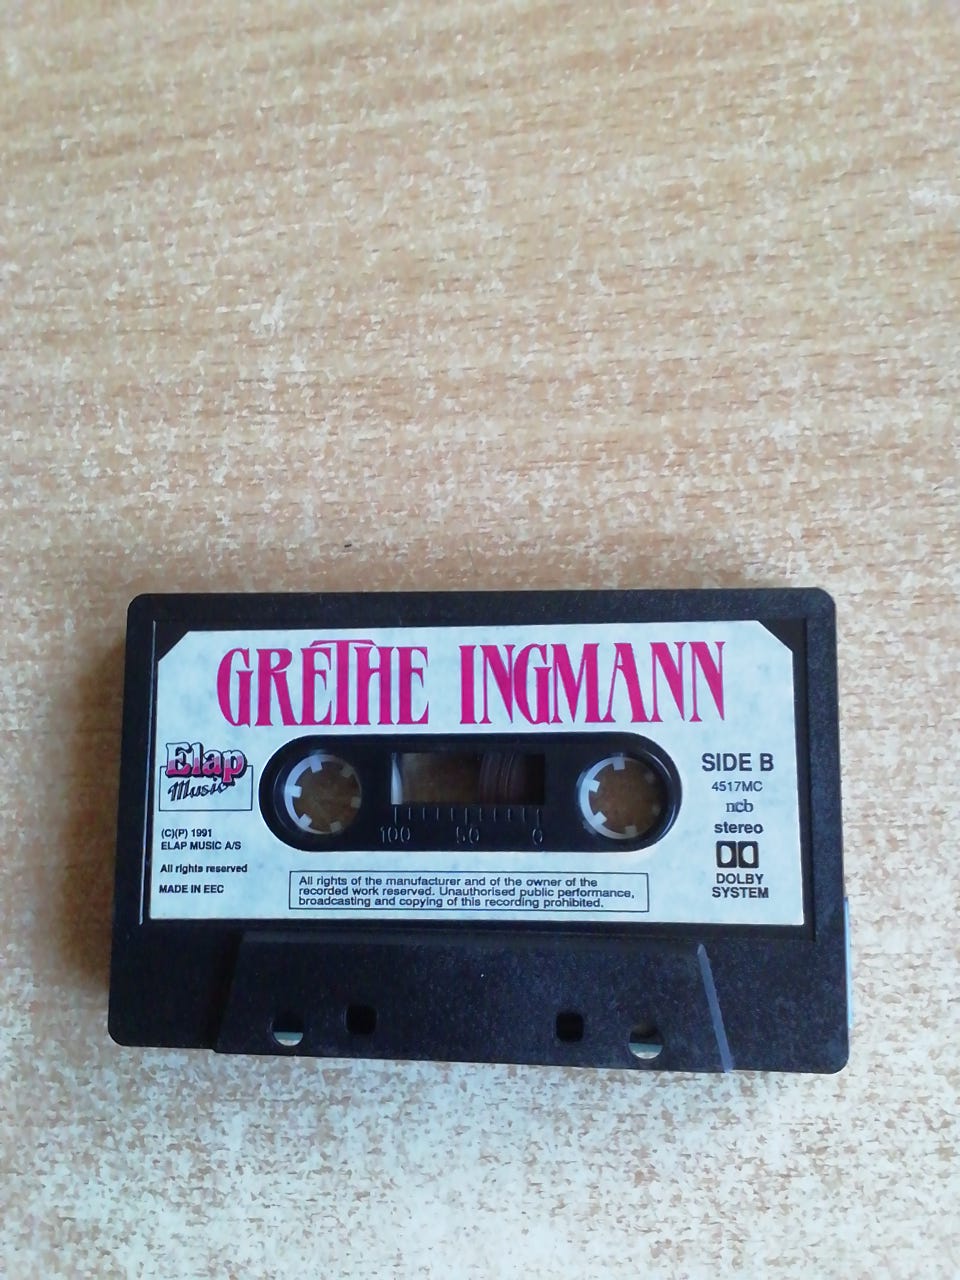 GRÉTHE INGMANN
Elap
Music
(C)(P) 1991
ELAP MUSIC A/S
All rights reserved
MADE IN EEC
100 50 0
SIDE B
4517MC
ncb
stereo
DOLBY
SYSTEM
All rights of the manufacturer and of the owner of the
recorded work reserved. Unauthorised public performance,
broadcasting and copying of this recording prohibited.